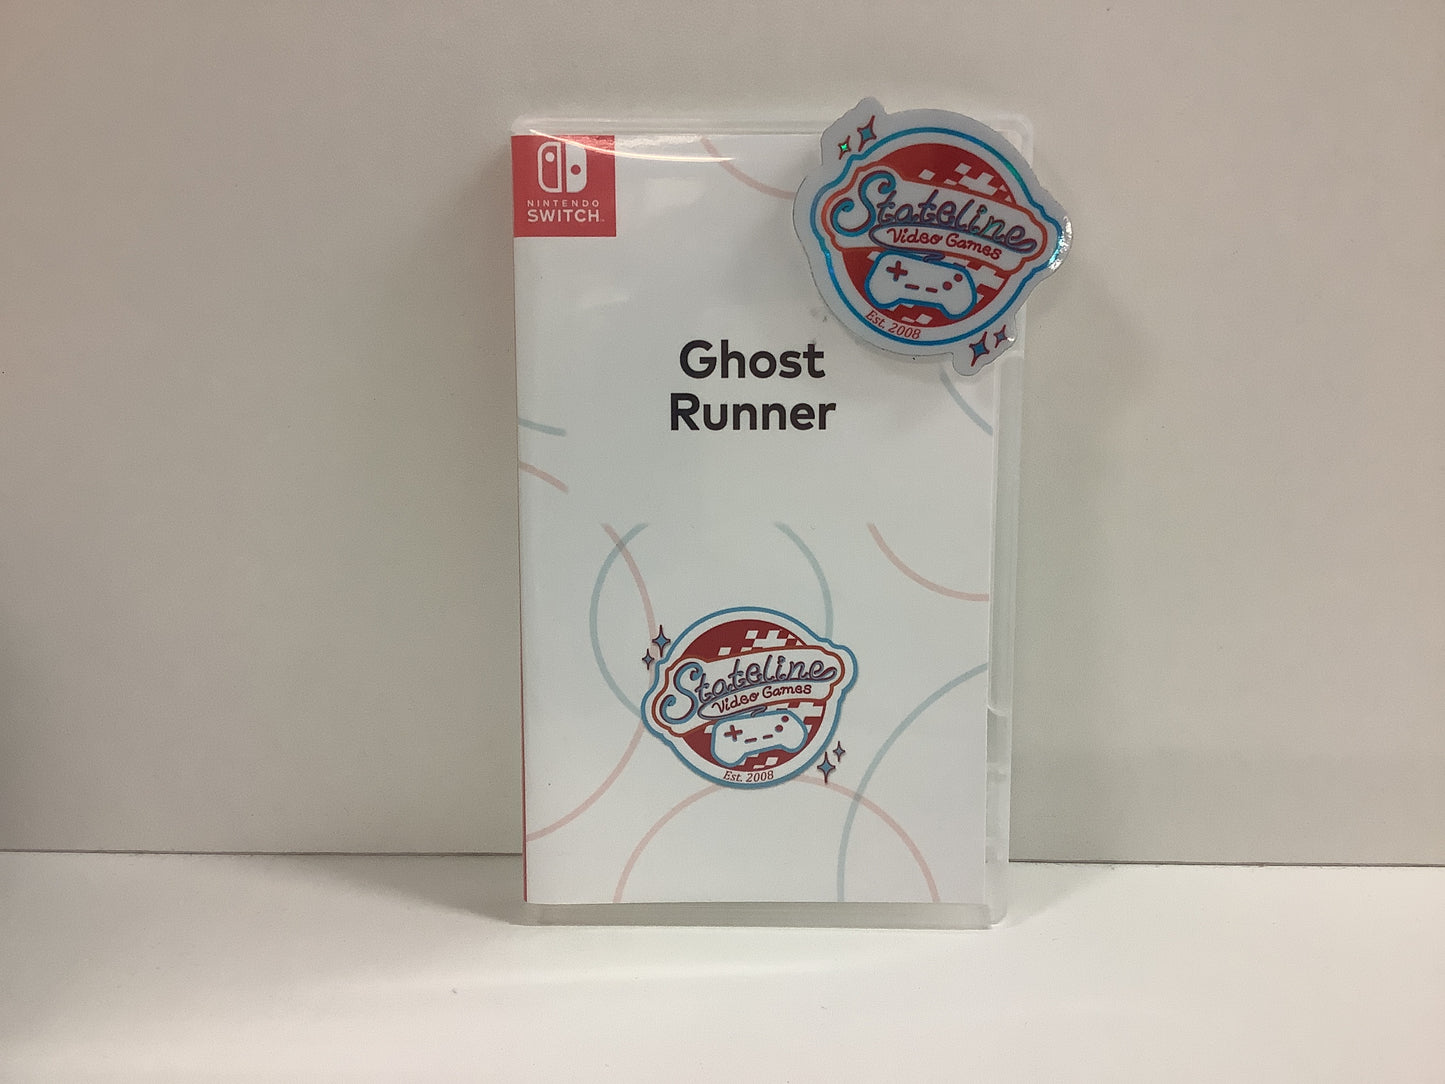 NINTENDO
SWITCH
Stateline
Video Games
Est. 2008
Ghost
Runner
Stateline
Video Games
Est. 2008